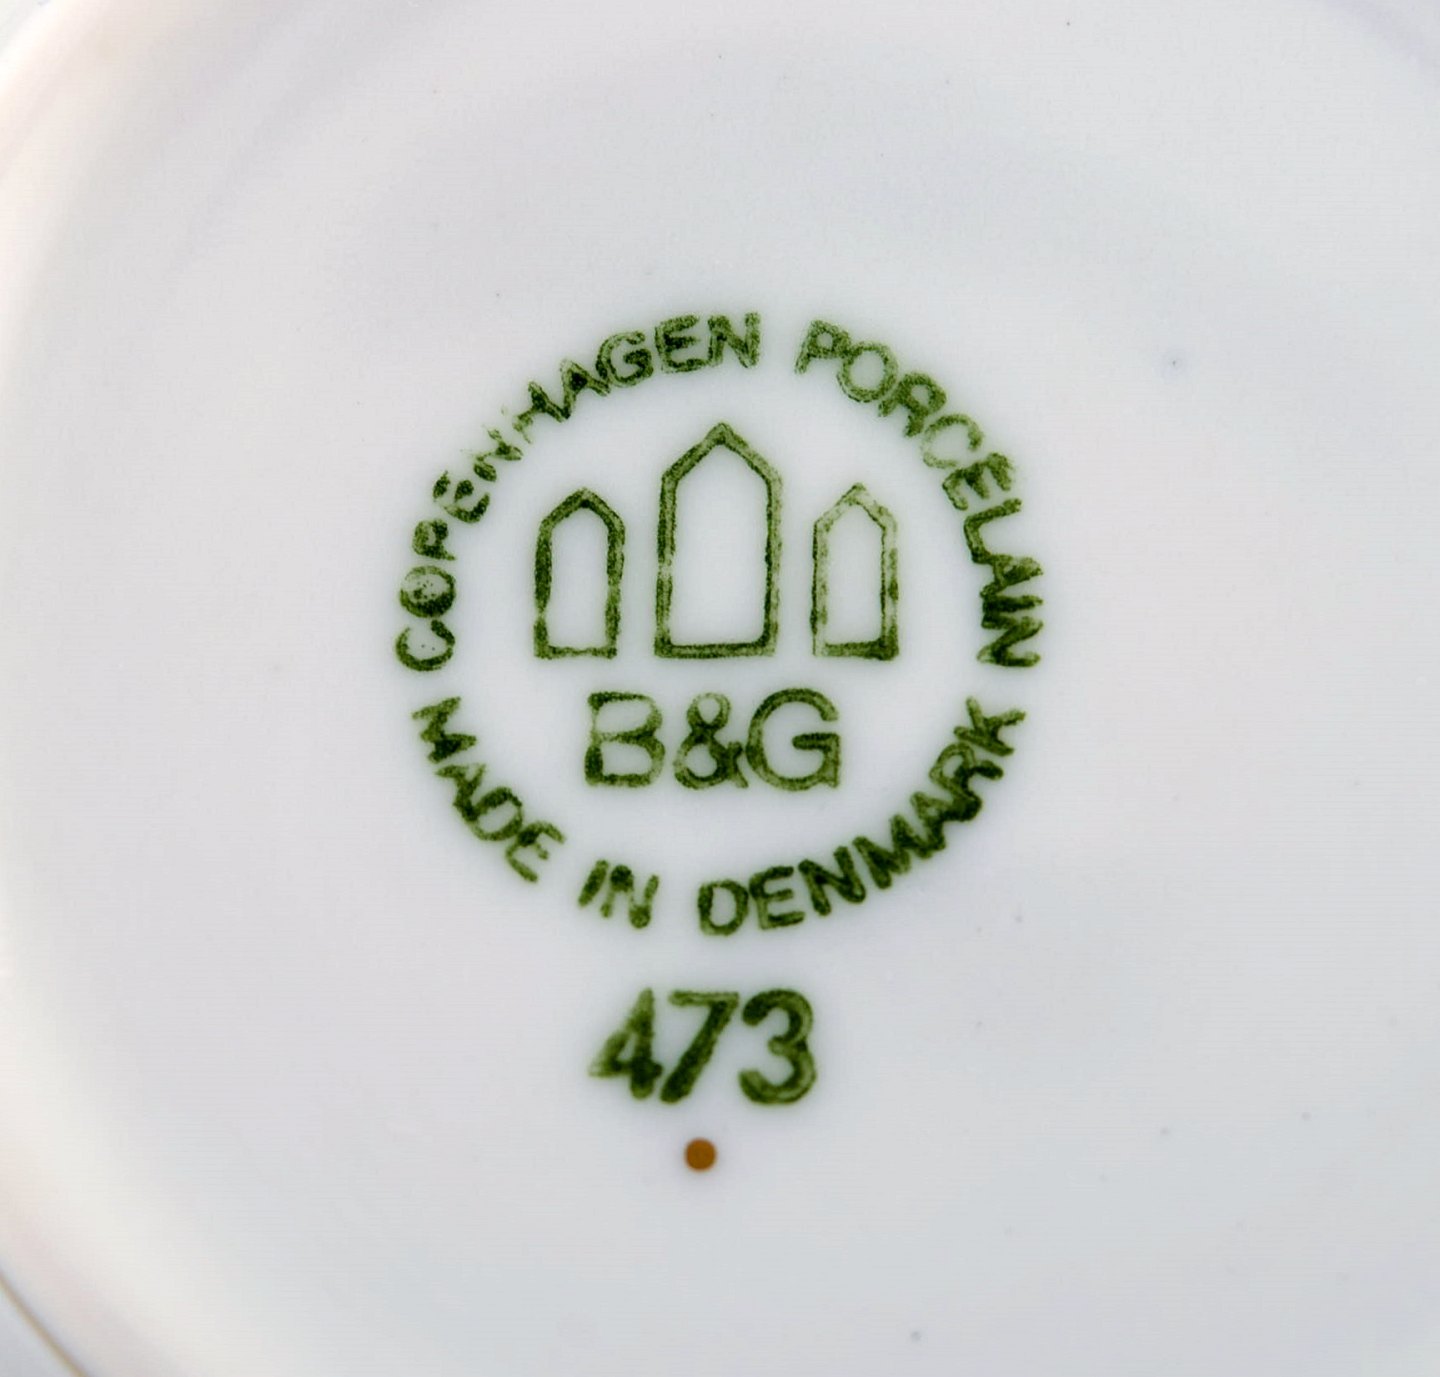 COPENHAGEN PORCELAIN
B&G
MADE IN DENMARK
473